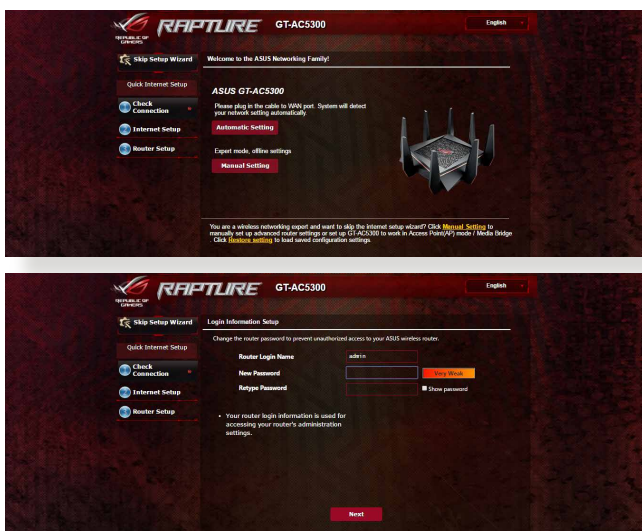 REPUBLIC OF
GAMERS
RAPTURE GT-AC5300
English
Skip Setup Wizard
Welcome to the ASUS Networking Family!
Quick Internet Setup
Check
Connection
Internet Setup
Router Setup
ASUS GT-AC5300
Please plug in the cable to WAN port. System will detect
your network setting automatically.
Automatic Setting
Expert mode, offline settings
Manual Setting
You are a wireless networking expert and want to skip the internet setup wizard? Click Manual Setting to
manually set up advanced router settings or set up GT-AC5300 to work in Access Point(AP) mode / Media Bridge
. Click Restore setting to load saved configuration settings.
REPUBLIC OF
GAMERS
RAPTURE GT-AC5300
English
Skip Setup Wizard
Login Information Setup
Quick Internet Setup
Check
Connection
Internet Setup
Router Setup
Change the router password to prevent unauthorized access to your ASUS wireless router.
Router Login Name admin
New Password Very Weak
Retype Password Show password
• Your router login information is used for
accessing your router's administration
settings.
Next